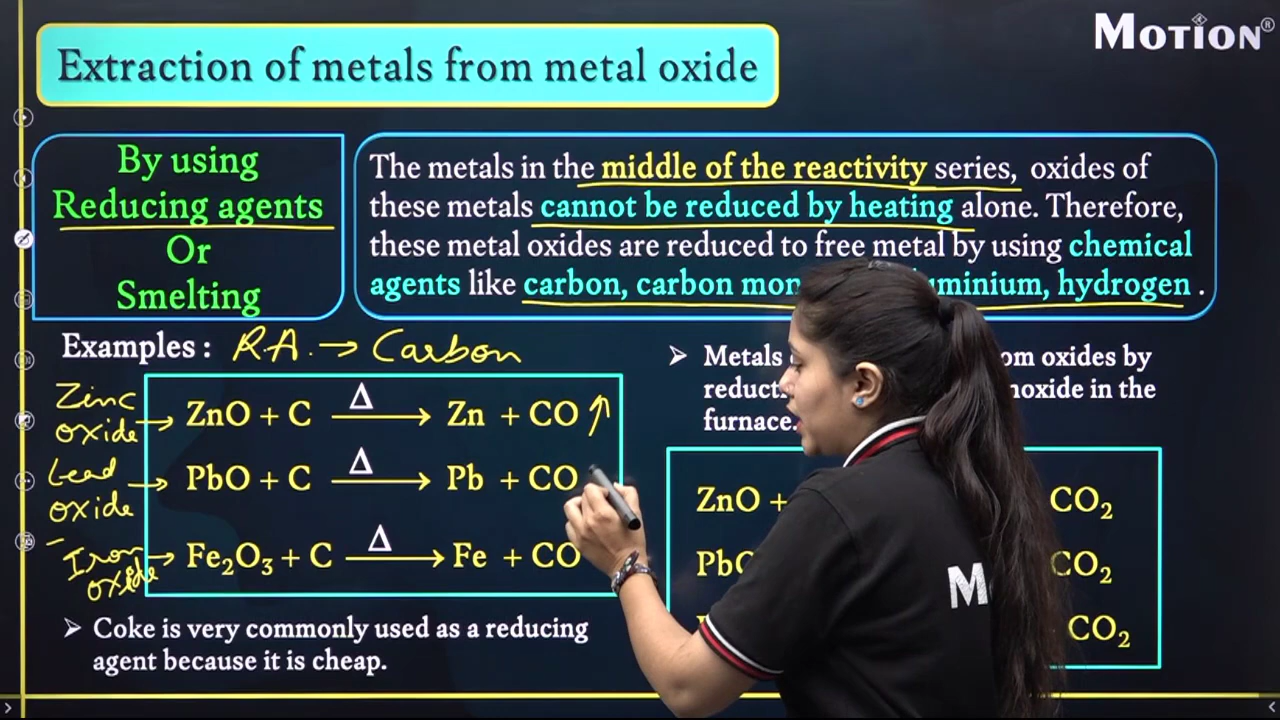 MOTION®
Extraction of metals from metal oxide
By using
Reducing agents
Or
Smelting
The metals in the middle of the reactivity series, oxides of
these metals cannot be reduced by heating alone. Therefore,
these metal oxides are reduced to free metal by using chemical
agents like carbon, carbon mon uminium, hydrogen .
Examples : R.A. → Carbon
Zinc
oxide → ZnO + C Δ→ Zn + CO ↑
Lead
oxide → PbO + C Δ→ Pb + CO
Iron
oxide → Fe₂O₃ + C Δ→ Fe + CO
➤ Coke is very commonly used as a reducing
agent because it is cheap.
➤ Metals om oxides by
reducti noxide in the
furnace.
ZnO + CO₂
PbO CO₂
CO₂
M